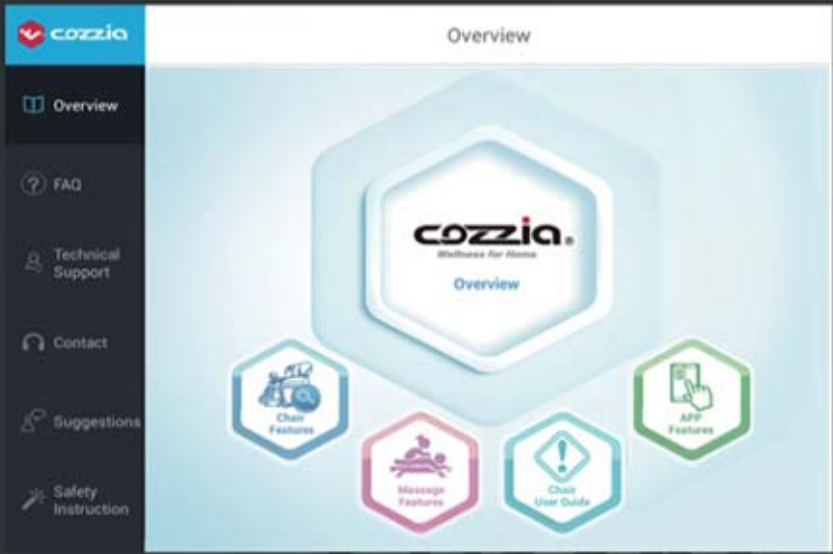 cozzia
Overview
Overview
FAQ
Technical
Support
Contact
Suggestions
Safety
Instruction
cozzia®
Wellness for Home
Overview
Chair
Features
Massage
Features
Chair
User Guide
APP
Features